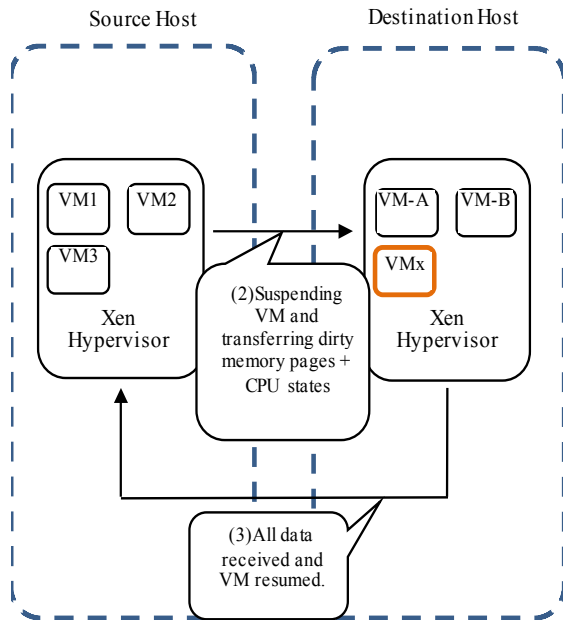 Source Host
Destination Host
VM1
VM2
VM3
Xen
Hypervisor
VM-A
VM-B
VMx
Xen
Hypervisor
(2)Suspending
VM and
transferring dirty
memory pages +
CPU states
(3)All data
received and
VM resumed.